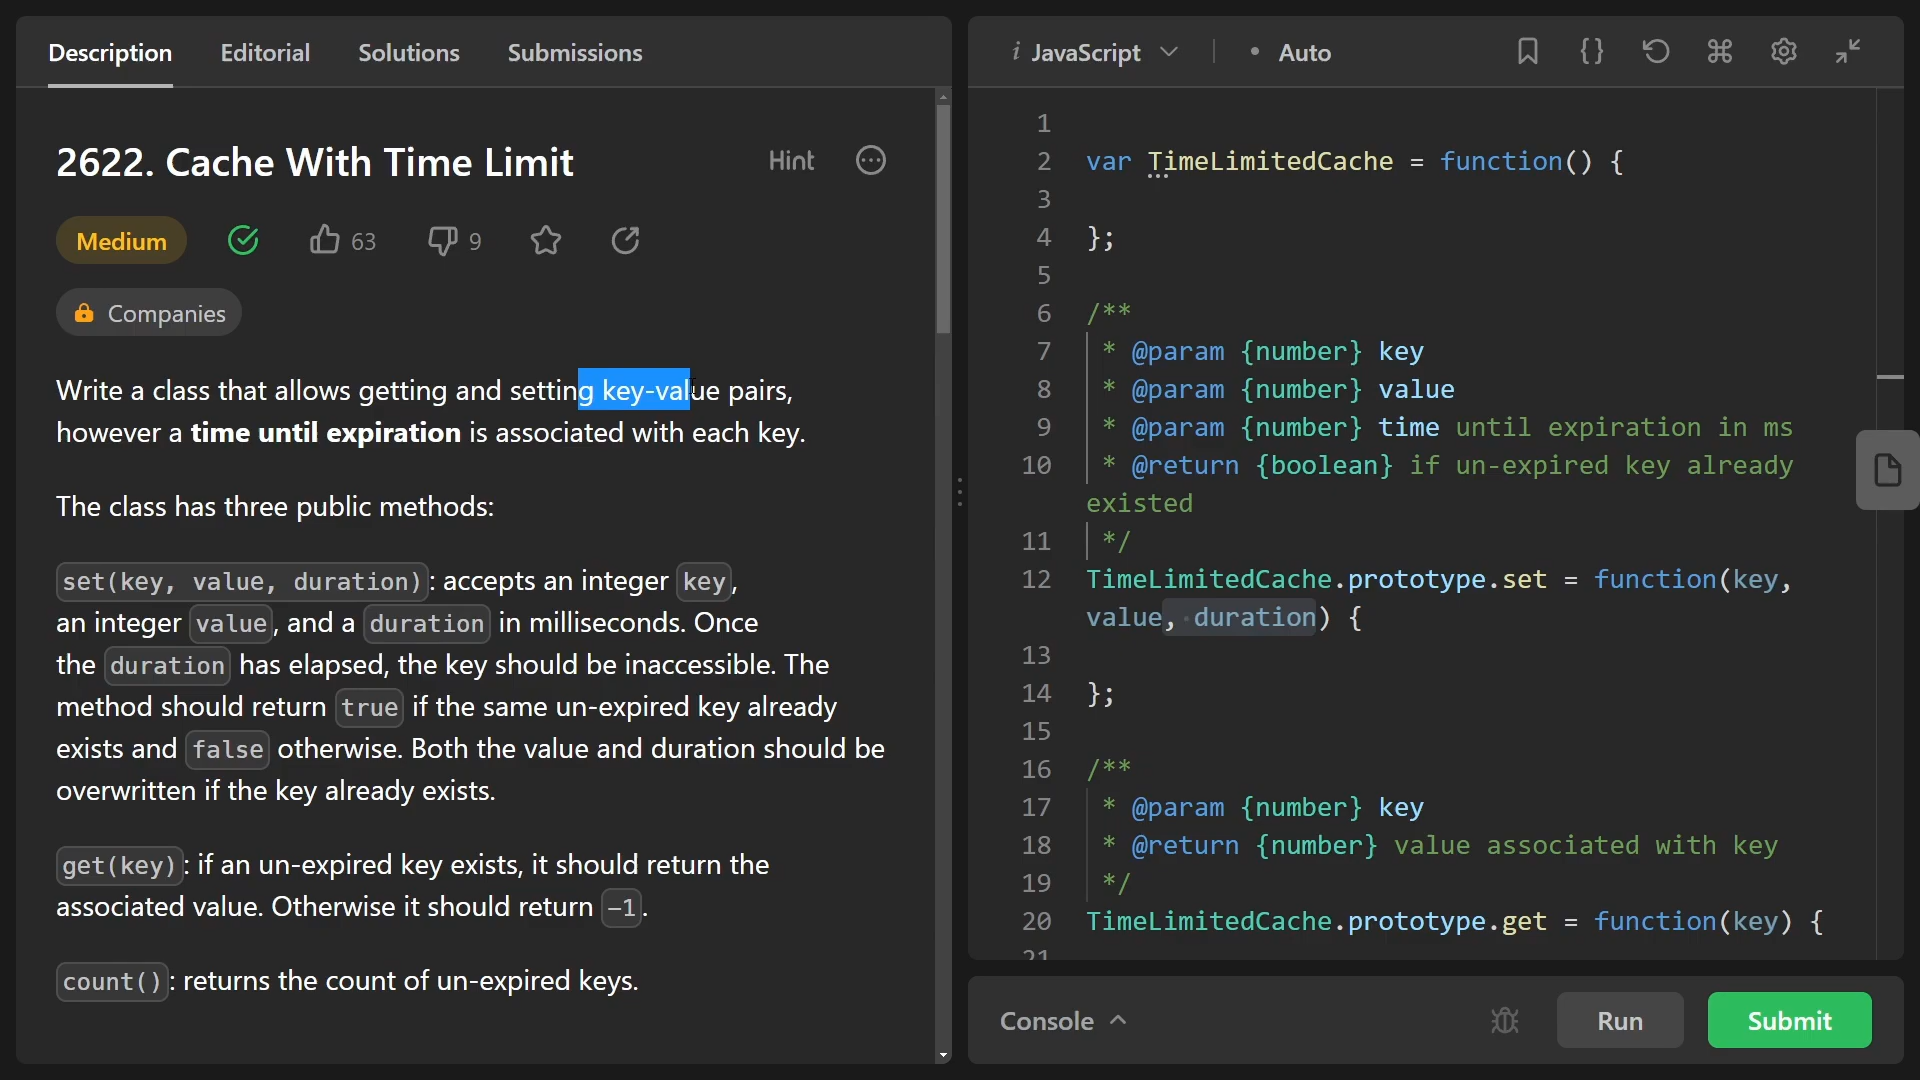 Description Editorial Solutions Submissions
2622. Cache With Time Limit Hint
Medium 63 9
Companies
Write a class that allows getting and setting key-value pairs,
however a time until expiration is associated with each key.
The class has three public methods:
set(key, value, duration): accepts an integer key,
an integer value, and a duration in milliseconds. Once
the duration has elapsed, the key should be inaccessible. The
method should return true if the same un-expired key already
exists and false otherwise. Both the value and duration should be
overwritten if the key already exists.
get(key): if an un-expired key exists, it should return the
associated value. Otherwise it should return -1.
count(): returns the count of un-expired keys.
i JavaScript • Auto
1
2 var TimeLimitedCache = function() {
3
4 };
5
6 /**
7 * @param {number} key
8 * @param {number} value
9 * @param {number} time until expiration in ms
10 * @return {boolean} if un-expired key already
existed
11 */
12 TimeLimitedCache.prototype.set = function(key,
value, duration) {
13
14 };
15
16 /**
17 * @param {number} key
18 * @return {number} value associated with key
19 */
20 TimeLimitedCache.prototype.get = function(key) {
21
Console Run Submit